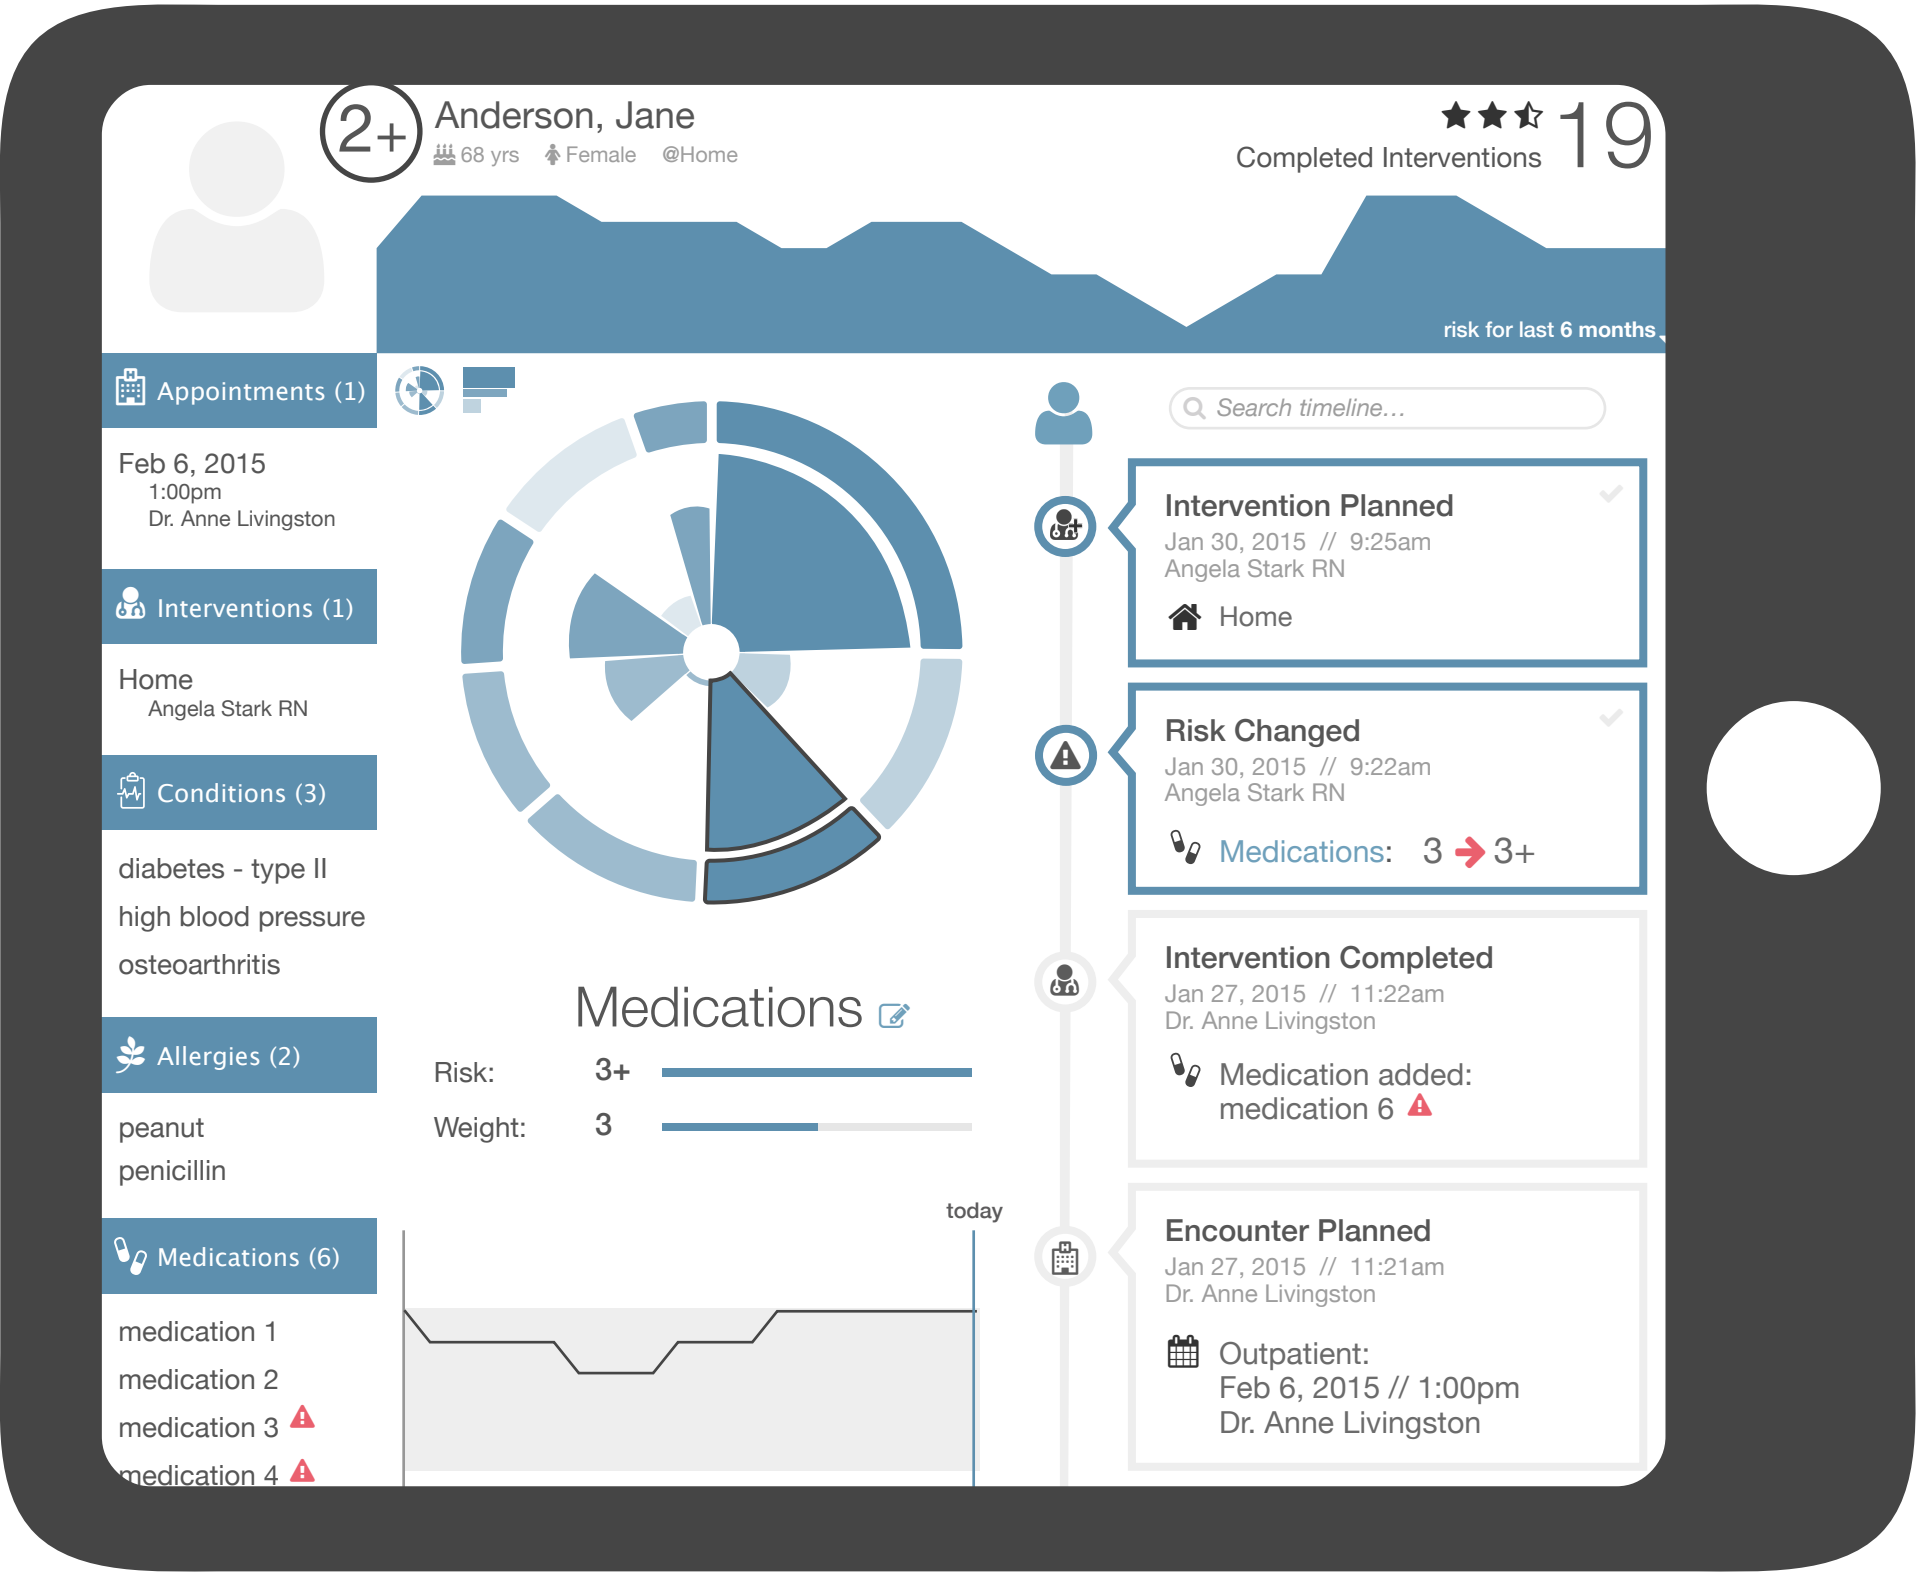 2+
Anderson, Jane
68 yrs Female @Home
19
Completed Interventions
risk for last 6 months
Appointments (1)
Feb 6, 2015
1:00pm
Dr. Anne Livingston
Interventions (1)
Home
Angela Stark RN
Conditions (3)
diabetes - type II
high blood pressure
osteoarthritis
Allergies (2)
peanut
penicillin
Medications (6)
medication 1
medication 2
medication 3
medication 4
Medications
Risk: 3+
Weight: 3
today
Search timeline...
Intervention Planned
Jan 30, 2015 // 9:25am
Angela Stark RN
Home
Risk Changed
Jan 30, 2015 // 9:22am
Angela Stark RN
Medications: 3 3+
Intervention Completed
Jan 27, 2015 // 11:22am
Dr. Anne Livingston
Medication added:
medication 6
Encounter Planned
Jan 27, 2015 // 11:21am
Dr. Anne Livingston
Outpatient:
Feb 6, 2015 // 1:00pm
Dr. Anne Livingston